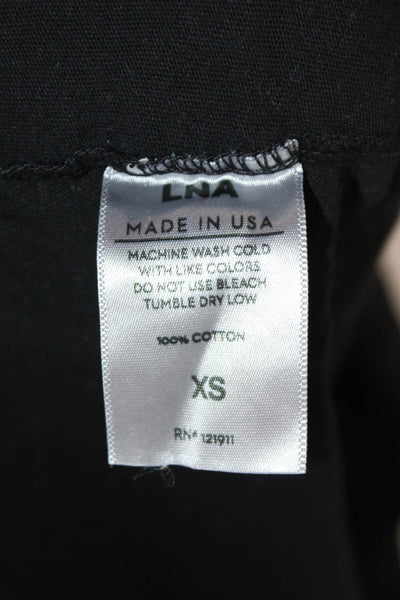 LNA
MADE IN USA
MACHINE WASH COLD
WITH LIKE COLORS
DO NOT USE BLEACH
TUMBLE DRY LOW
100% COTTON
XS
RN# 121911